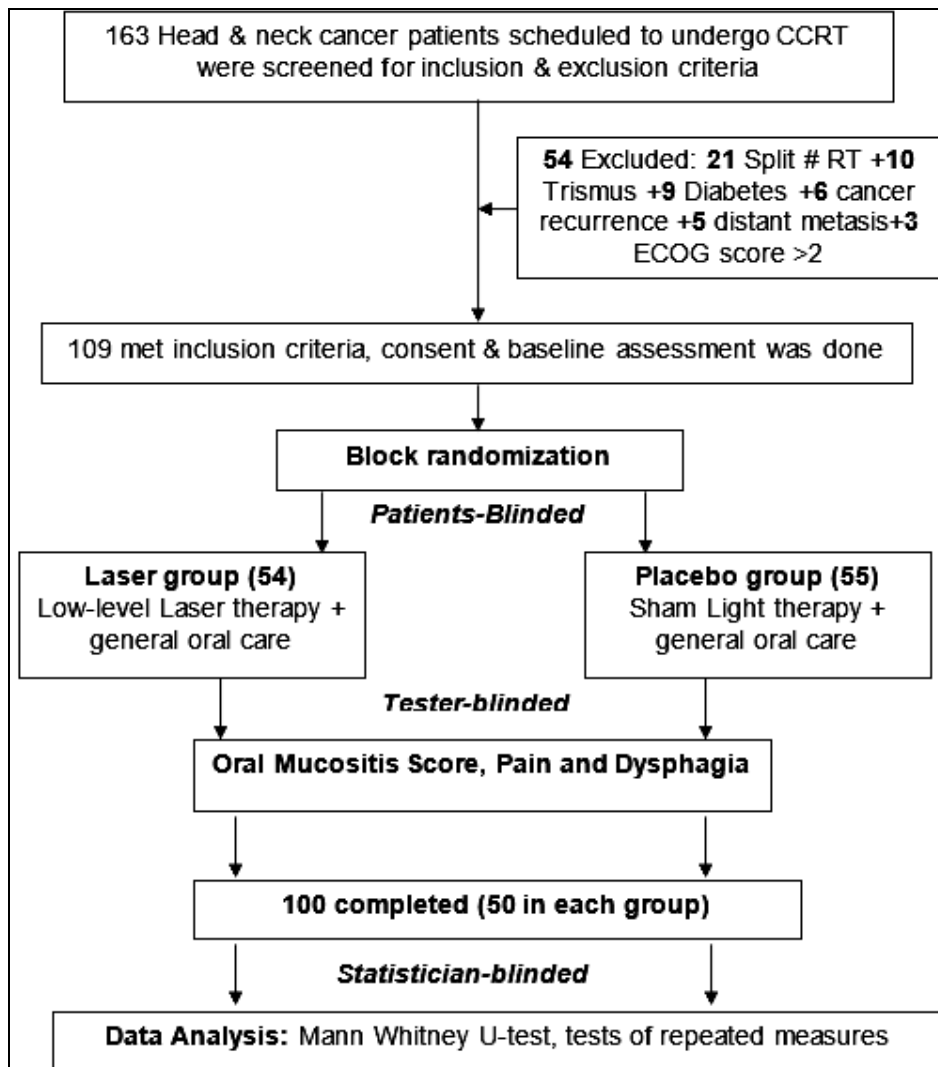 163 Head & neck cancer patients scheduled to undergo CCRT
were screened for inclusion & exclusion criteria
54 Excluded: 21 Split # RT +10
Trismus +9 Diabetes +6 cancer
recurrence +5 distant metasis+3
ECOG score >2
109 met inclusion criteria, consent & baseline assessment was done
Block randomization
Patients-Blinded
Laser group (54)
Low-level Laser therapy +
general oral care
Placebo group (55)
Sham Light therapy +
general oral care
Tester-blinded
Oral Mucositis Score, Pain and Dysphagia
100 completed (50 in each group)
Statistician-blinded
Data Analysis: Mann Whitney U-test, tests of repeated measures